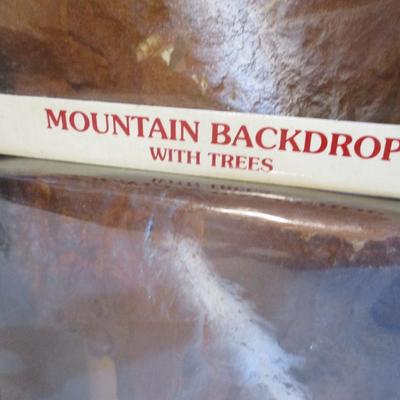 MOUNTAIN BACKDROP
WITH TREES